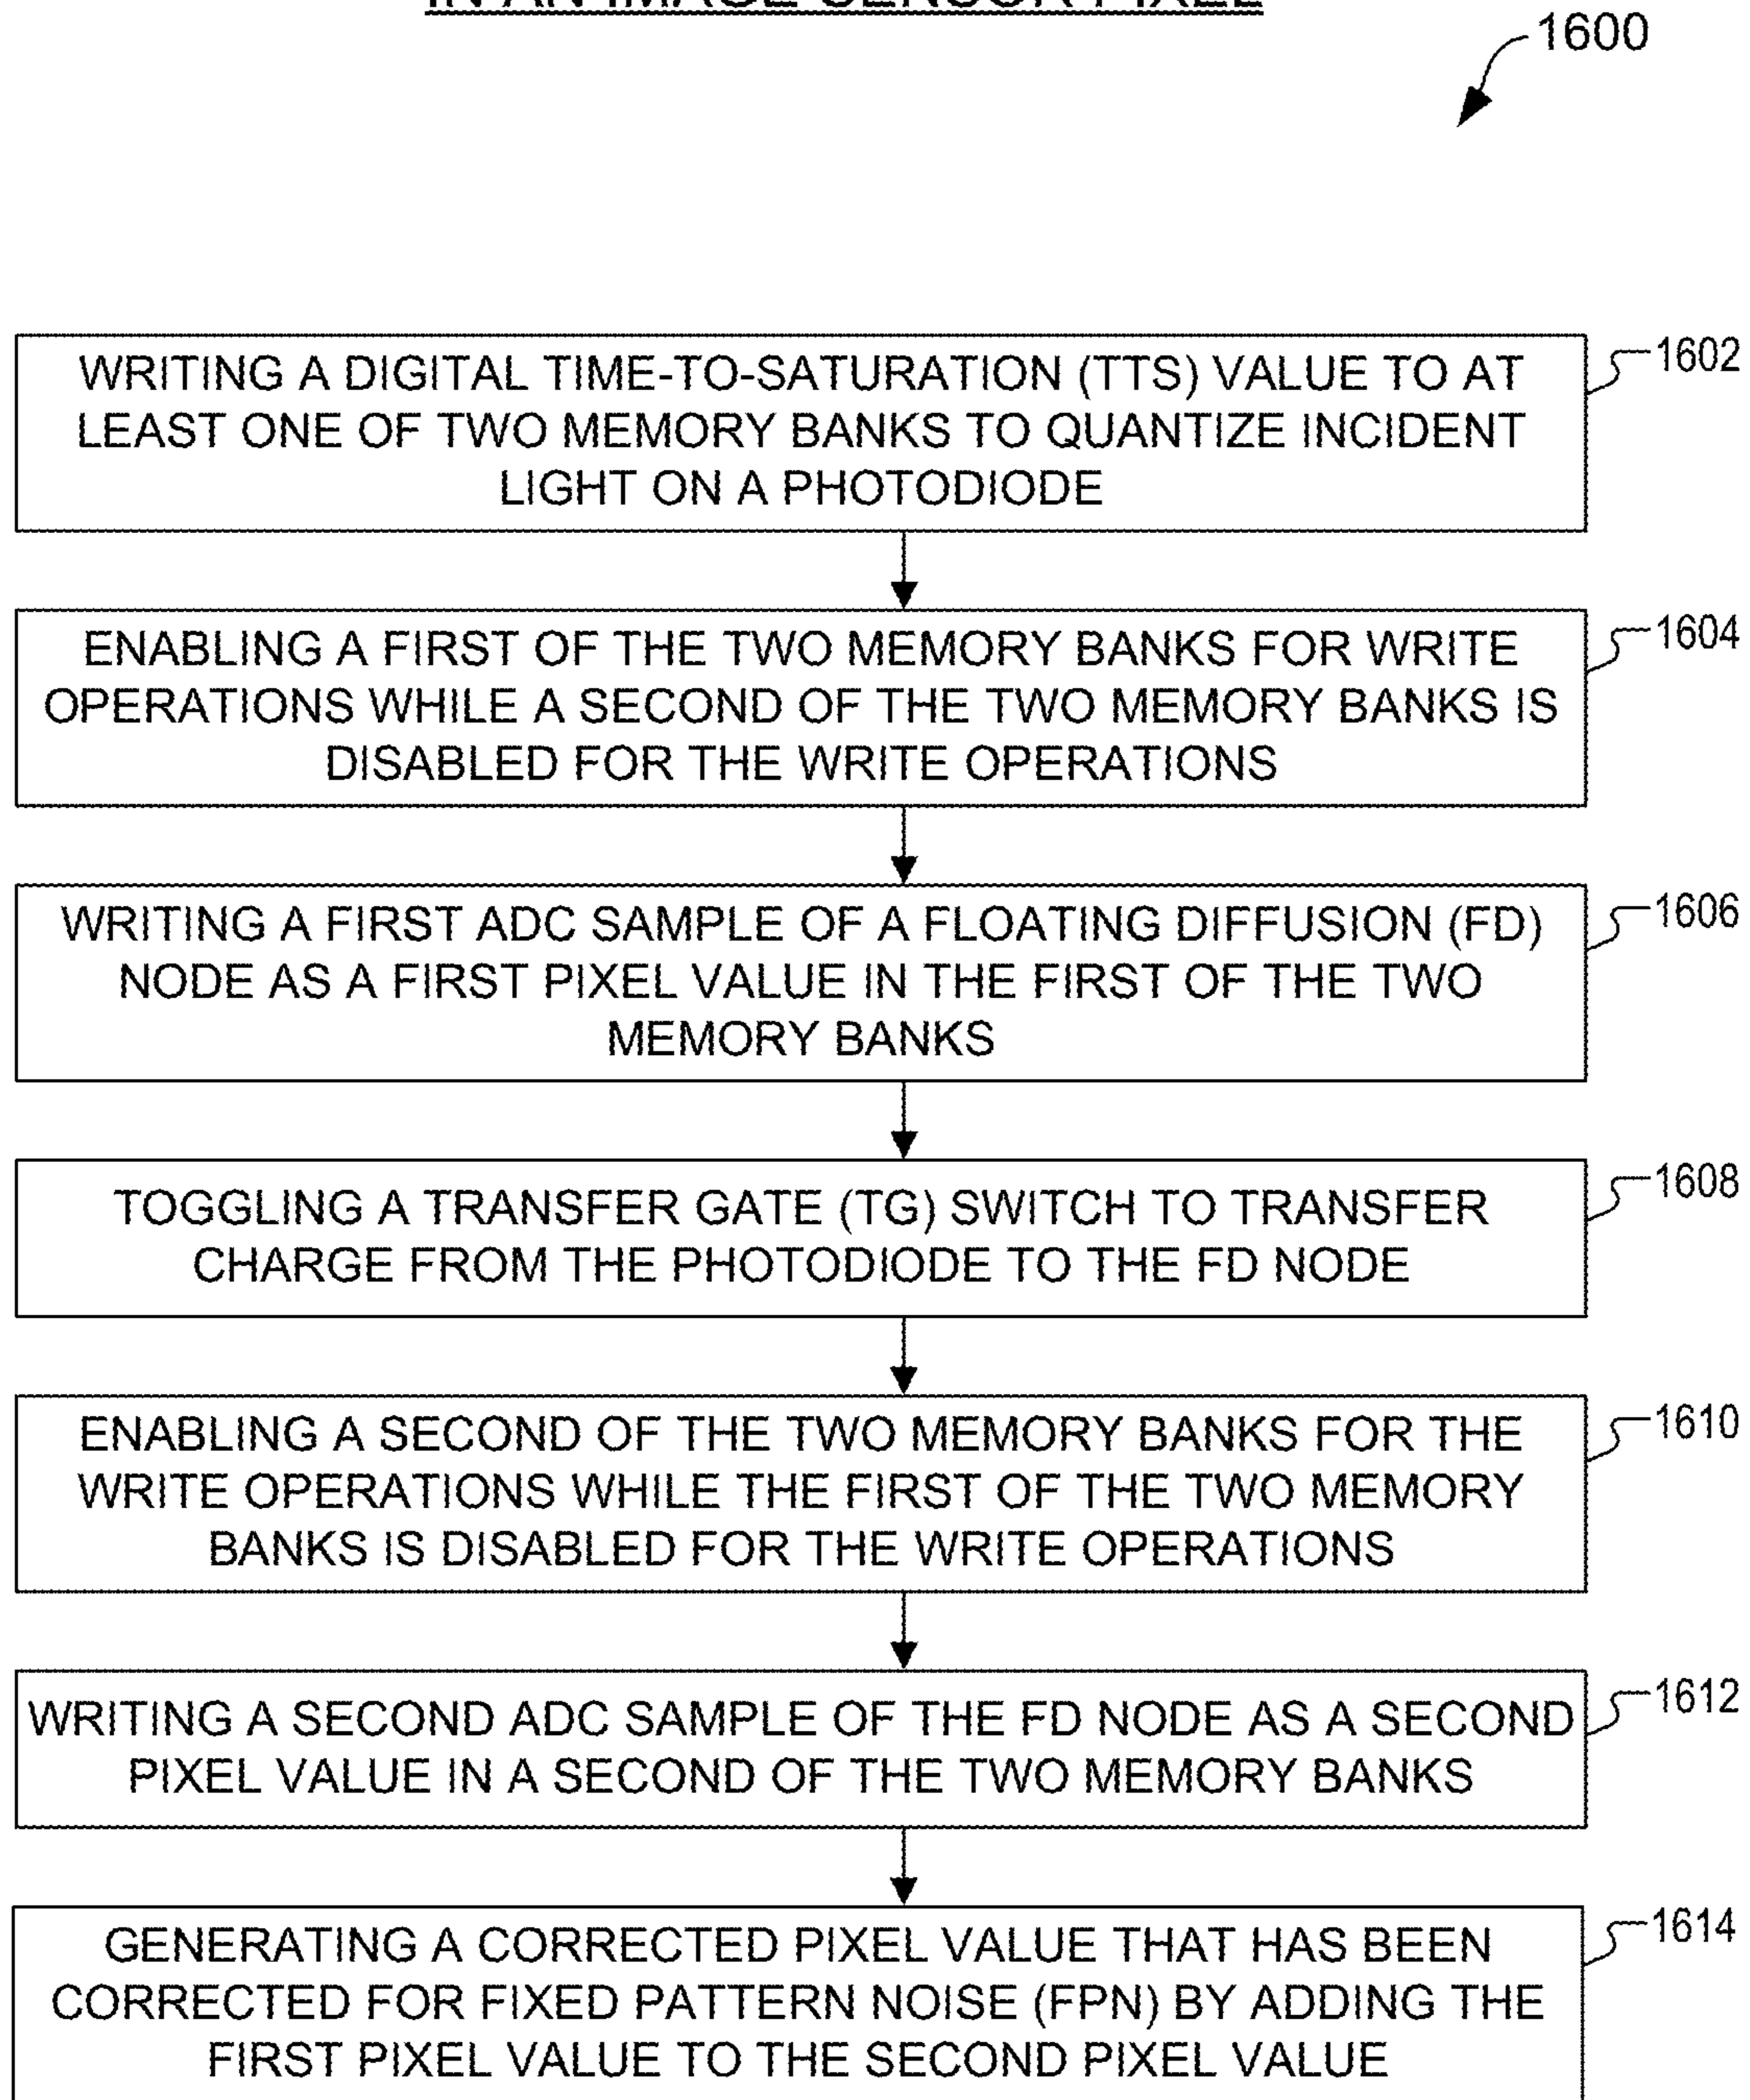 IN AN IMAGE SENSOR PIXEL
1600
WRITING A DIGITAL TIME-TO-SATURATION (TTS) VALUE TO AT
LEAST ONE OF TWO MEMORY BANKS TO QUANTIZE INCIDENT
LIGHT ON A PHOTODIODE
1602
ENABLING A FIRST OF THE TWO MEMORY BANKS FOR WRITE
OPERATIONS WHILE A SECOND OF THE TWO MEMORY BANKS IS
DISABLED FOR THE WRITE OPERATIONS
1604
WRITING A FIRST ADC SAMPLE OF A FLOATING DIFFUSION (FD)
NODE AS A FIRST PIXEL VALUE IN THE FIRST OF THE TWO
MEMORY BANKS
1606
TOGGLING A TRANSFER GATE (TG) SWITCH TO TRANSFER
CHARGE FROM THE PHOTODIODE TO THE FD NODE
1608
ENABLING A SECOND OF THE TWO MEMORY BANKS FOR THE
WRITE OPERATIONS WHILE THE FIRST OF THE TWO MEMORY
BANKS IS DISABLED FOR THE WRITE OPERATIONS
1610
WRITING A SECOND ADC SAMPLE OF THE FD NODE AS A SECOND
PIXEL VALUE IN A SECOND OF THE TWO MEMORY BANKS
1612
GENERATING A CORRECTED PIXEL VALUE THAT HAS BEEN
CORRECTED FOR FIXED PATTERN NOISE (FPN) BY ADDING THE
FIRST PIXEL VALUE TO THE SECOND PIXEL VALUE
1614